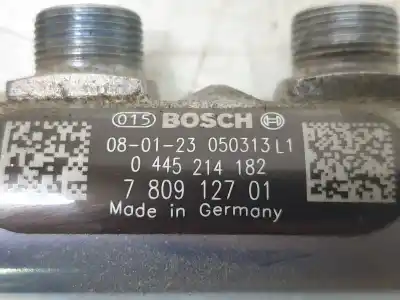 015 BOSCH
08-01-23 050313 L1
0 445 214 182
7 809 127 01
Made in Germany